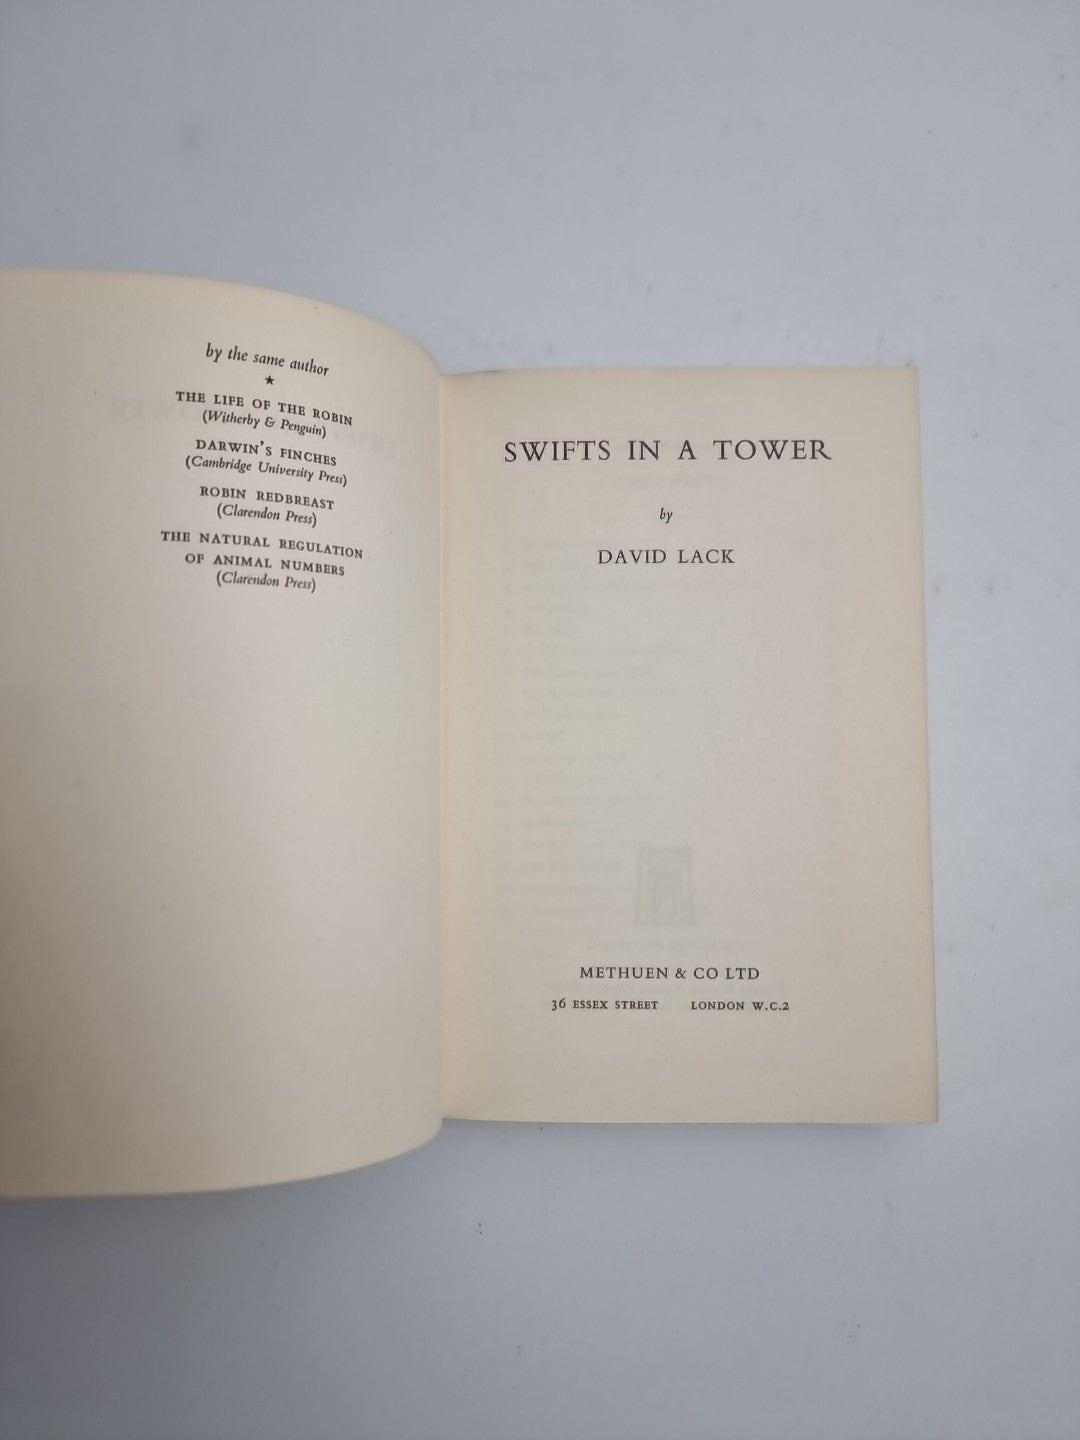 by the same author
★
THE LIFE OF THE ROBIN
(Witherby & Penguin)
DARWIN'S FINCHES
(Cambridge University Press)
ROBIN REDBREAST
(Clarendon Press)
THE NATURAL REGULATION
OF ANIMAL NUMBERS
(Clarendon Press)
SWIFTS IN A TOWER
by
DAVID LACK
METHUEN & CO LTD
36 ESSEX STREET LONDON W.C.2